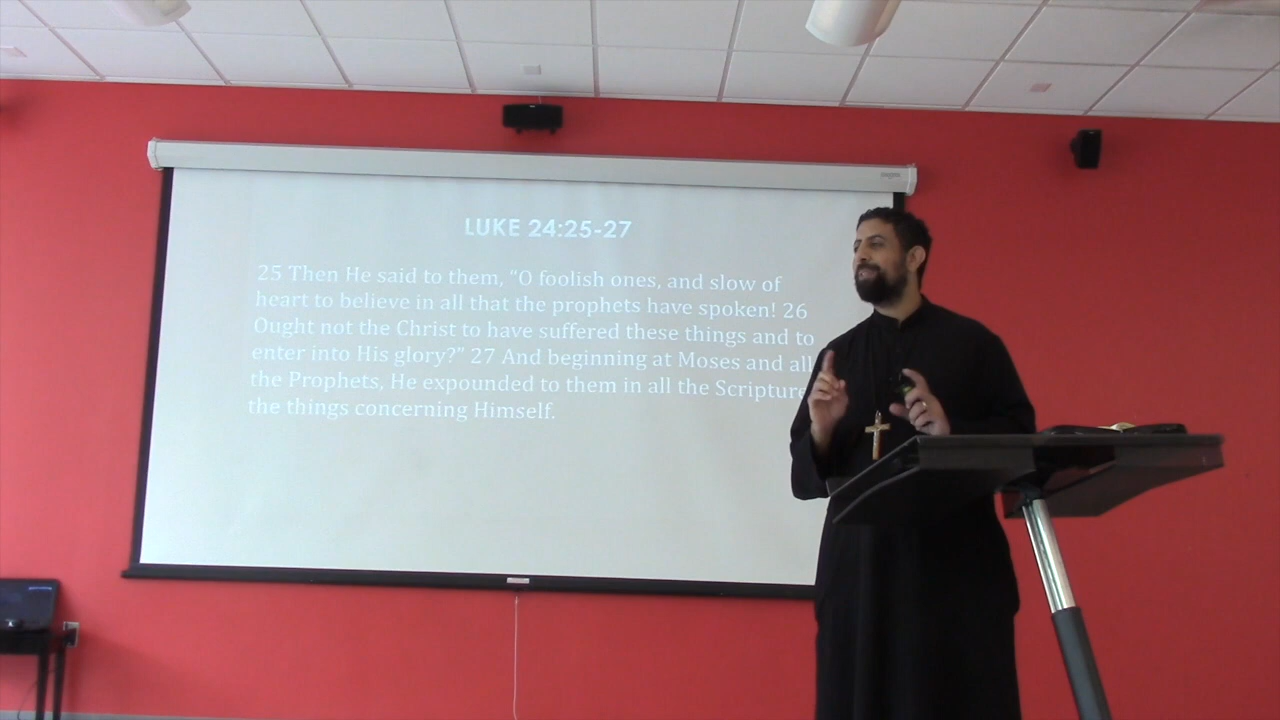 LUKE 24:25-27
25 Then He said to them, “O foolish ones, and slow of
heart to believe in all that the prophets have spoken! 26
Ought not the Christ to have suffered these things and to
enter into His glory?” 27 And beginning at Moses and all
the Prophets, He expounded to them in all the Scripture
the things concerning Himself.